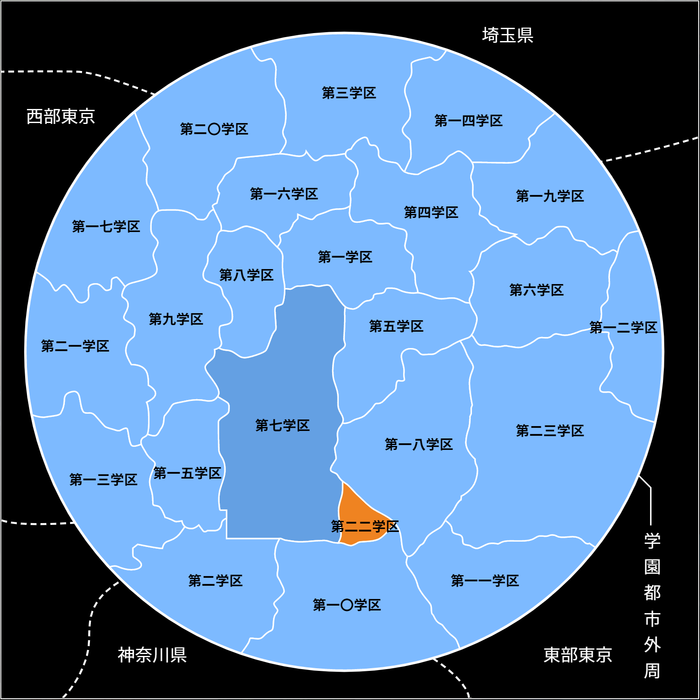 埼玉県
第三学区
西部東京
第二〇学区
第一四学区
第一六学区
第一九学区
第四学区
第一七学区
第一学区
第八学区
第六学区
第九学区
第五学区
第一二学区
第二一学区
第七学区
第二三学区
第一八学区
第一五学区
第一三学区
第二二学区
学園都市外周
第二学区
第一一学区
第一〇学区
神奈川県
東部東京